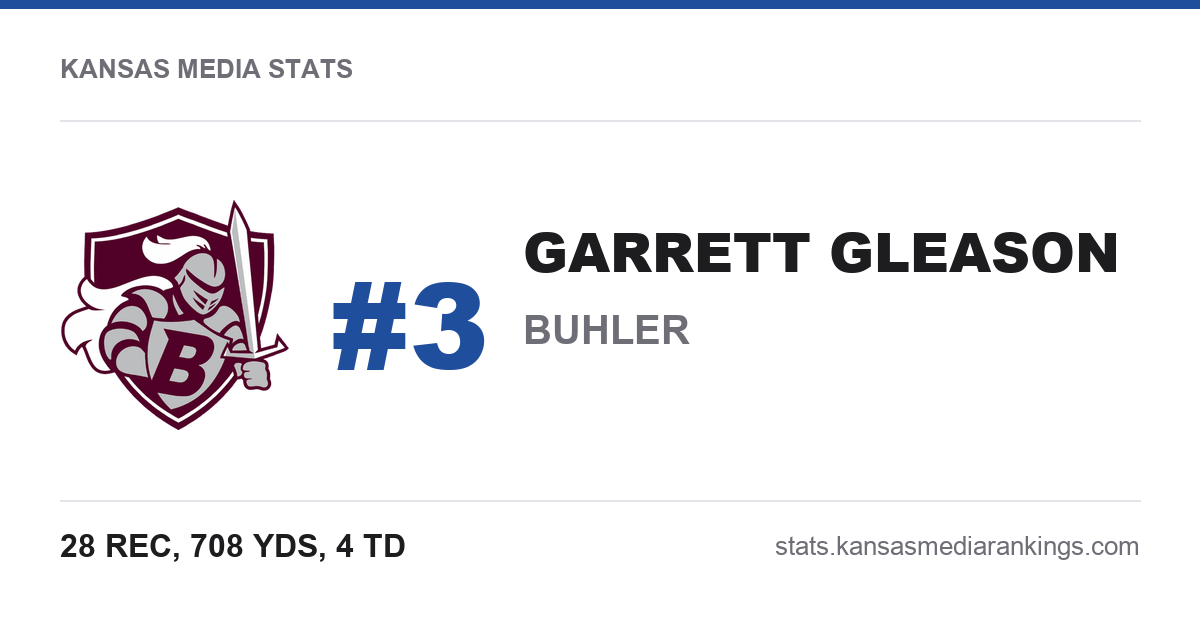 KANSAS MEDIA STATS
B
#3
GARRETT GLEASON
BUHLER
28 REC, 708 YDS, 4 TD
stats.kansasmediarankings.com